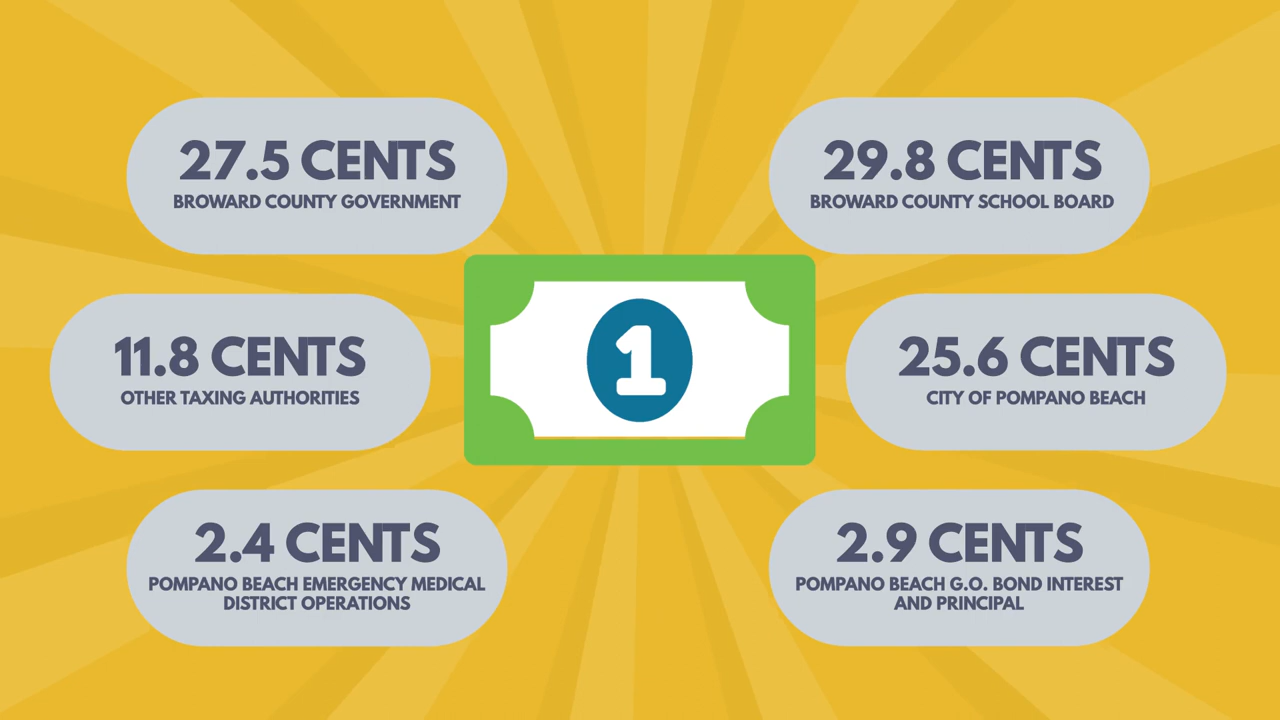 27.5 CENTS
BROWARD COUNTY GOVERNMENT
29.8 CENTS
BROWARD COUNTY SCHOOL BOARD
11.8 CENTS
OTHER TAXING AUTHORITIES
1
25.6 CENTS
CITY OF POMPANO BEACH
2.4 CENTS
POMPANO BEACH EMERGENCY MEDICAL
DISTRICT OPERATIONS
2.9 CENTS
POMPANO BEACH G.O. BOND INTEREST
AND PRINCIPAL